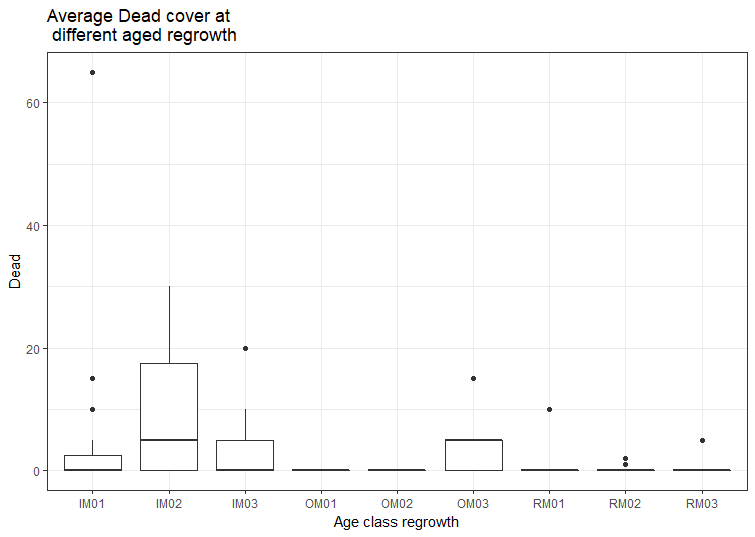 Average Dead cover at
different aged regrowth
60
40
20
0
Dead
IM01 IM02 IM03 OM01 OM02 OM03 RM01 RM02 RM03
Age class regrowth